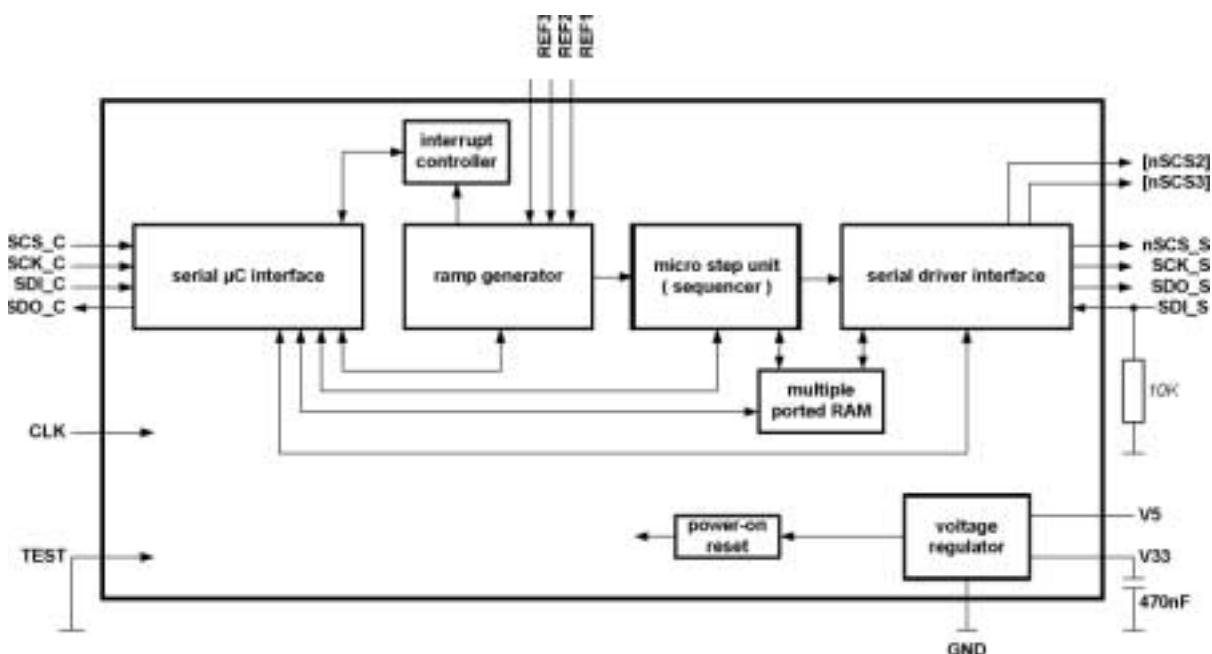 REF3
REF2
REF1
interrupt
controller
[nSCS2]
[nSCS3]
SCS_C
SCK_C
SDI_C
SDO_C
serial µC interface
ramp generator
micro step unit
( sequencer )
serial driver interface
nSCS_S
SCK_S
SDO_S
SDI_S
multiple
ported RAM
10K
CLK
power-on
reset
voltage
regulator
V5
V33
TEST
470nF
GND